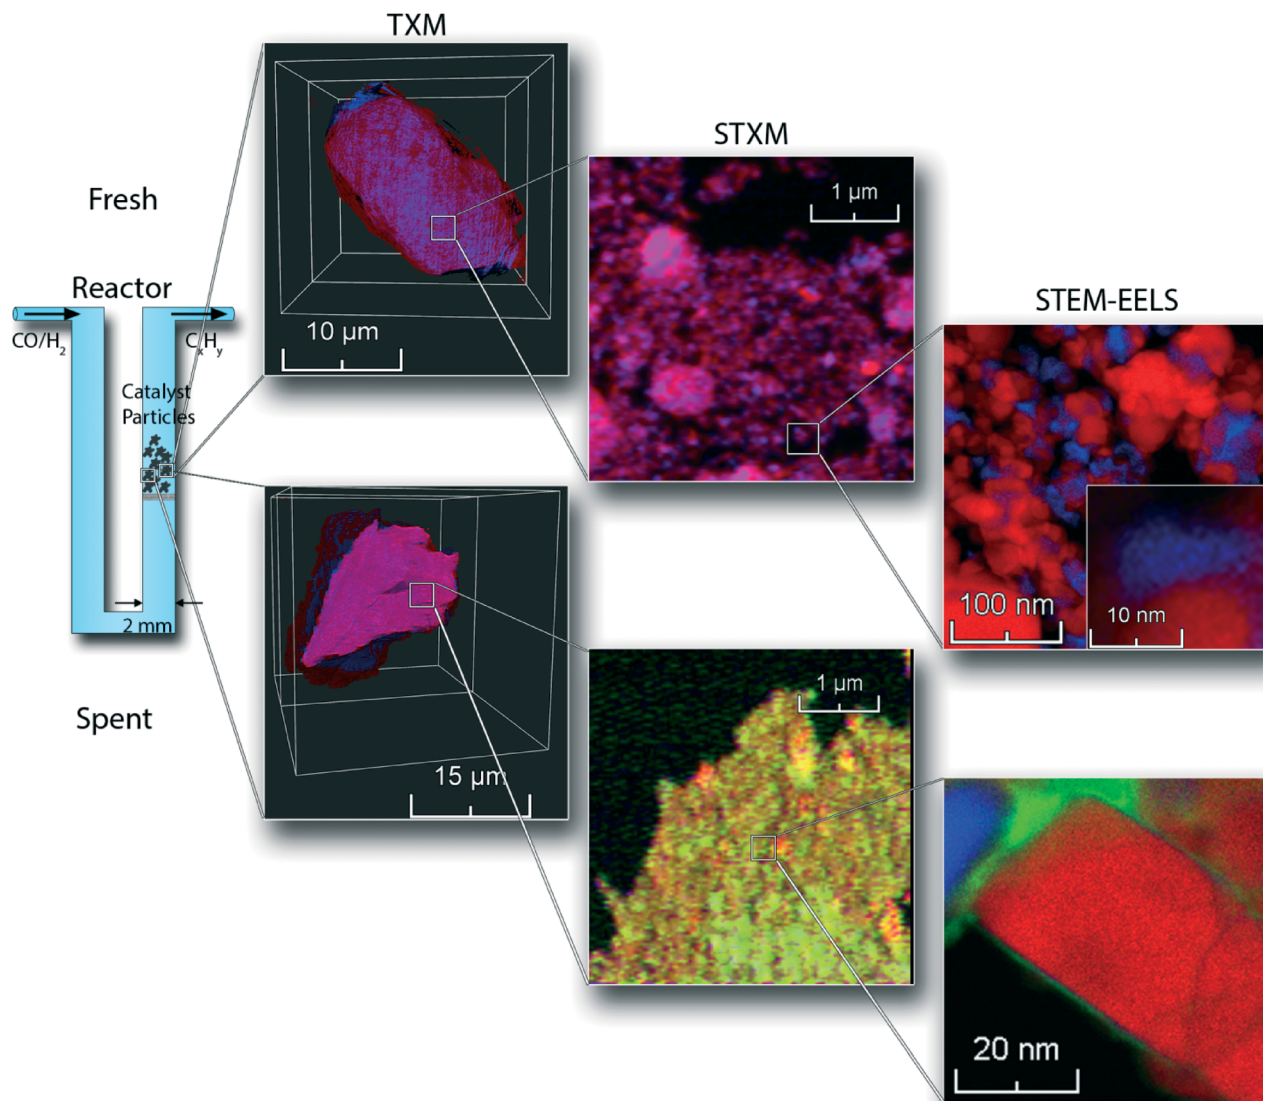 TXM
STXM
STEM-EELS
Fresh
Reactor
CO/H₂
CₓHᵧ
Catalyst
Particles
2 mm
Spent
10 µm
1 µm
100 nm
10 nm
15 µm
1 µm
20 nm